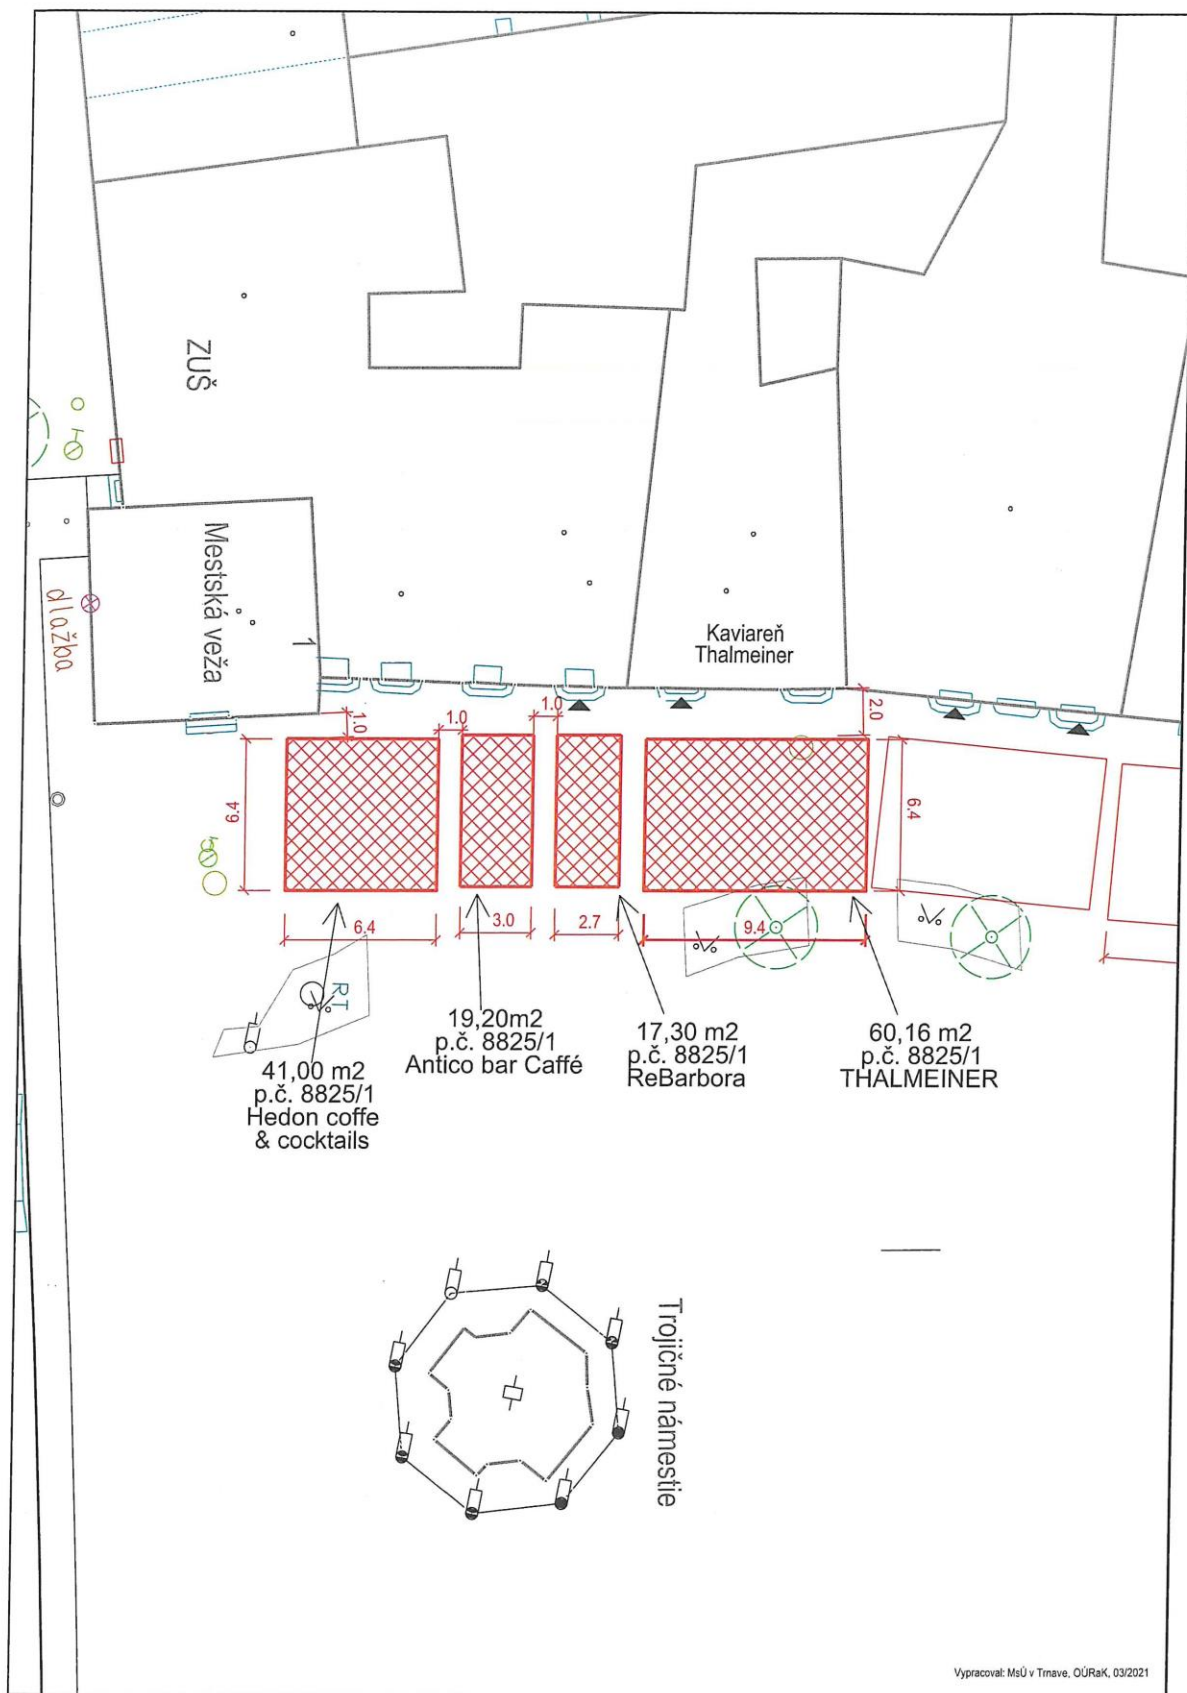 ZUŠ
Mestská veža
1
dlažba
Kaviareň
Thalmeiner
1.0
1.0
1.0
2.0
6.4
6.4
6.4
3.0
2.7
9.4
RT
41,00 m2
p.č. 8825/1
Hedon coffe
& cocktails
19,20m2
p.č. 8825/1
Antico bar Caffé
17,30 m2
p.č. 8825/1
ReBarbora
60,16 m2
p.č. 8825/1
THALMEINER
Trojičné námestie
Vypracoval: MsÚ v Trnave, OÚRaK, 03/2021